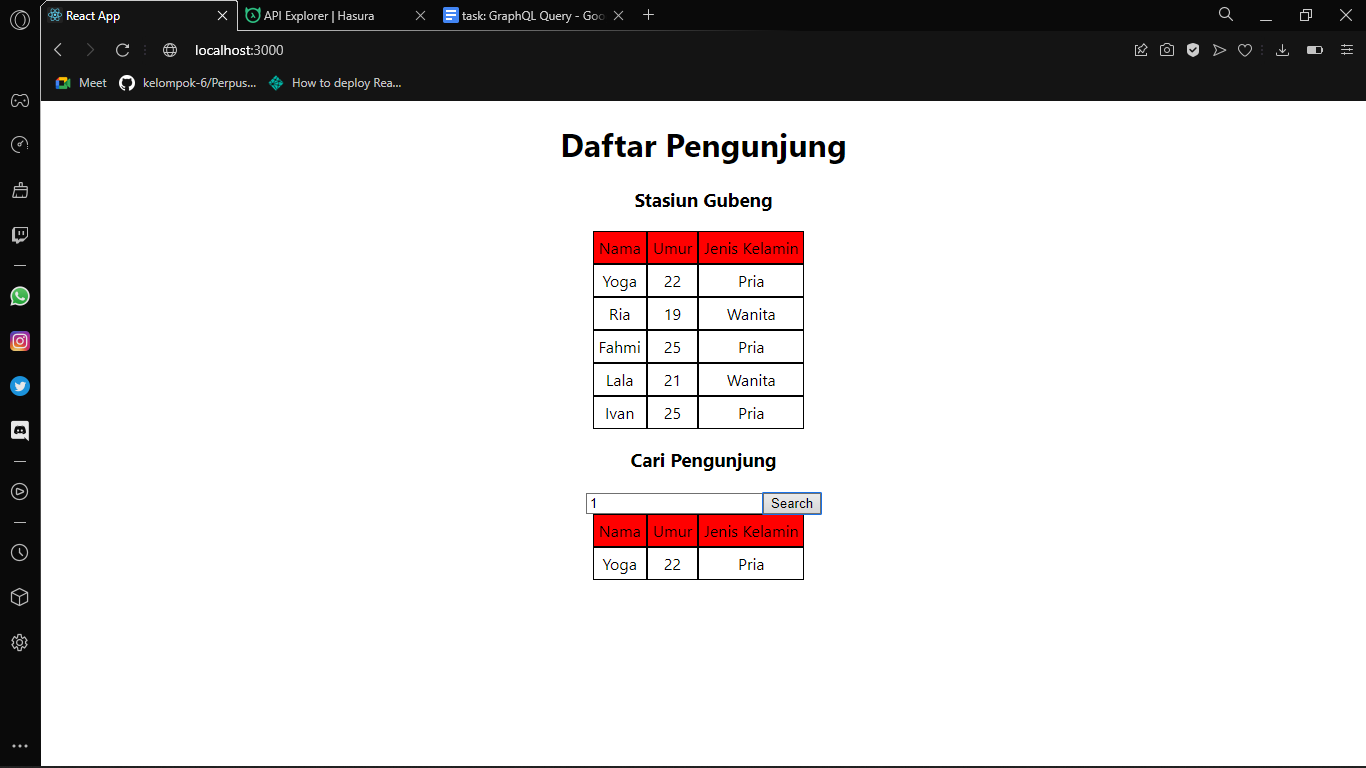 React App
API Explorer | Hasura
task: GraphQL Query - Goo
localhost:3000
Meet
kelompok-6/Perpus...
How to deploy Rea...
Daftar Pengunjung
Stasiun Gubeng
Nama Umur Jenis Kelamin
Yoga 22 Pria
Ria 19 Wanita
Fahmi 25 Pria
Lala 21 Wanita
Ivan 25 Pria
Cari Pengunjung
1 Search
Nama Umur Jenis Kelamin
Yoga 22 Pria